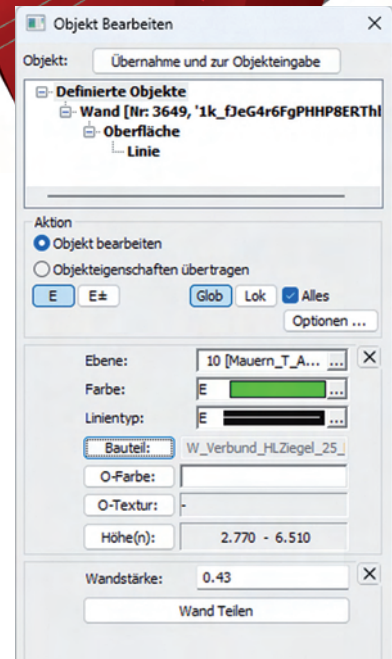 Objekt Bearbeiten
Objekt: Übernahme und zur Objekteingabe
Definierte Objekte
Wand [Nr: 3649, '1k_fJeG4r6FgPHHP8ERThl
Oberfläche
Linie
Aktion
Objekt bearbeiten
Objekteigenschaften übertragen
E E± Glob Lok Alles
Optionen ...
Ebene: 10 [Mauern_T_A... ...
Farbe: E ...
Linientyp: E ...
Bauteil: W_Verbund_HLZiegel_25_
O-Farbe:
O-Textur: -
Höhe(n): 2.770 - 6.510
Wandstärke: 0.43
Wand Teilen